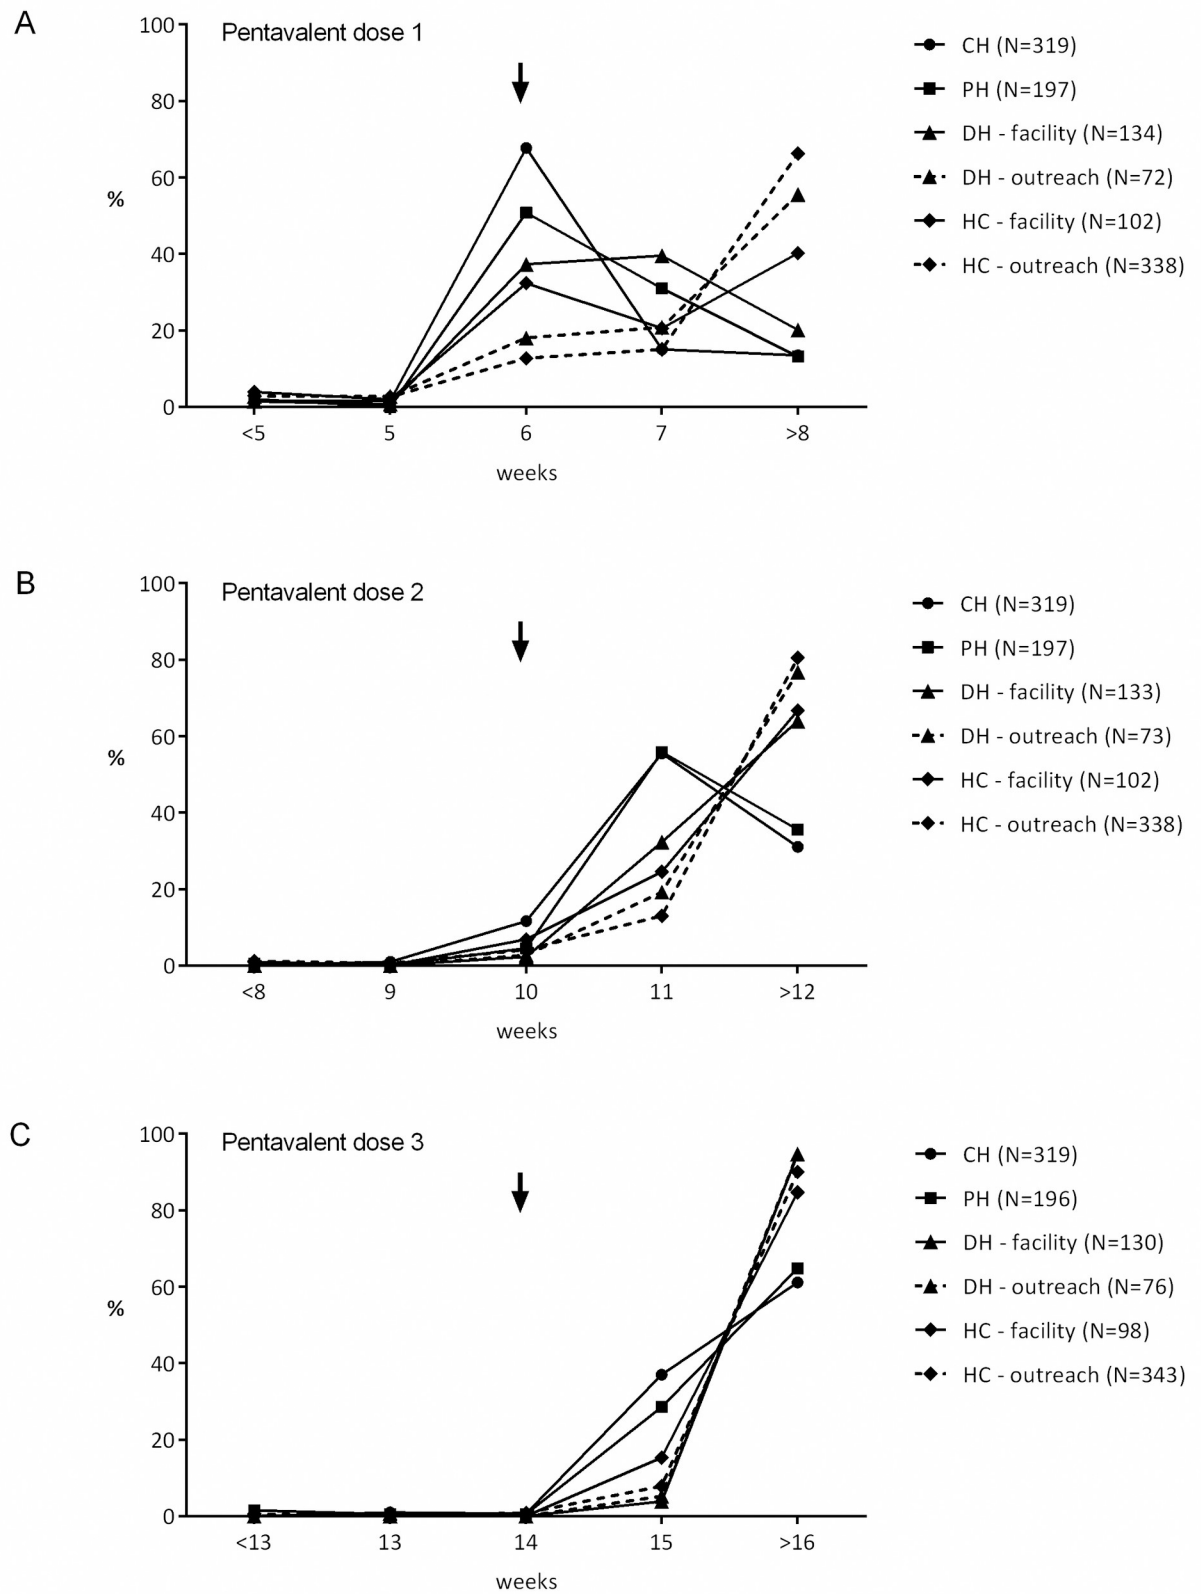 A
Pentavalent dose 1
100
80
60
40
20
0
%
<5 5 6 7 >8
weeks
CH (N=319)
PH (N=197)
DH - facility (N=134)
DH - outreach (N=72)
HC - facility (N=102)
HC - outreach (N=338)
B
Pentavalent dose 2
100
80
60
40
20
0
%
<8 9 10 11 >12
weeks
CH (N=319)
PH (N=197)
DH - facility (N=133)
DH - outreach (N=73)
HC - facility (N=102)
HC - outreach (N=338)
C
Pentavalent dose 3
100
80
60
40
20
0
%
<13 13 14 15 >16
weeks
CH (N=319)
PH (N=196)
DH - facility (N=130)
DH - outreach (N=76)
HC - facility (N=98)
HC - outreach (N=343)